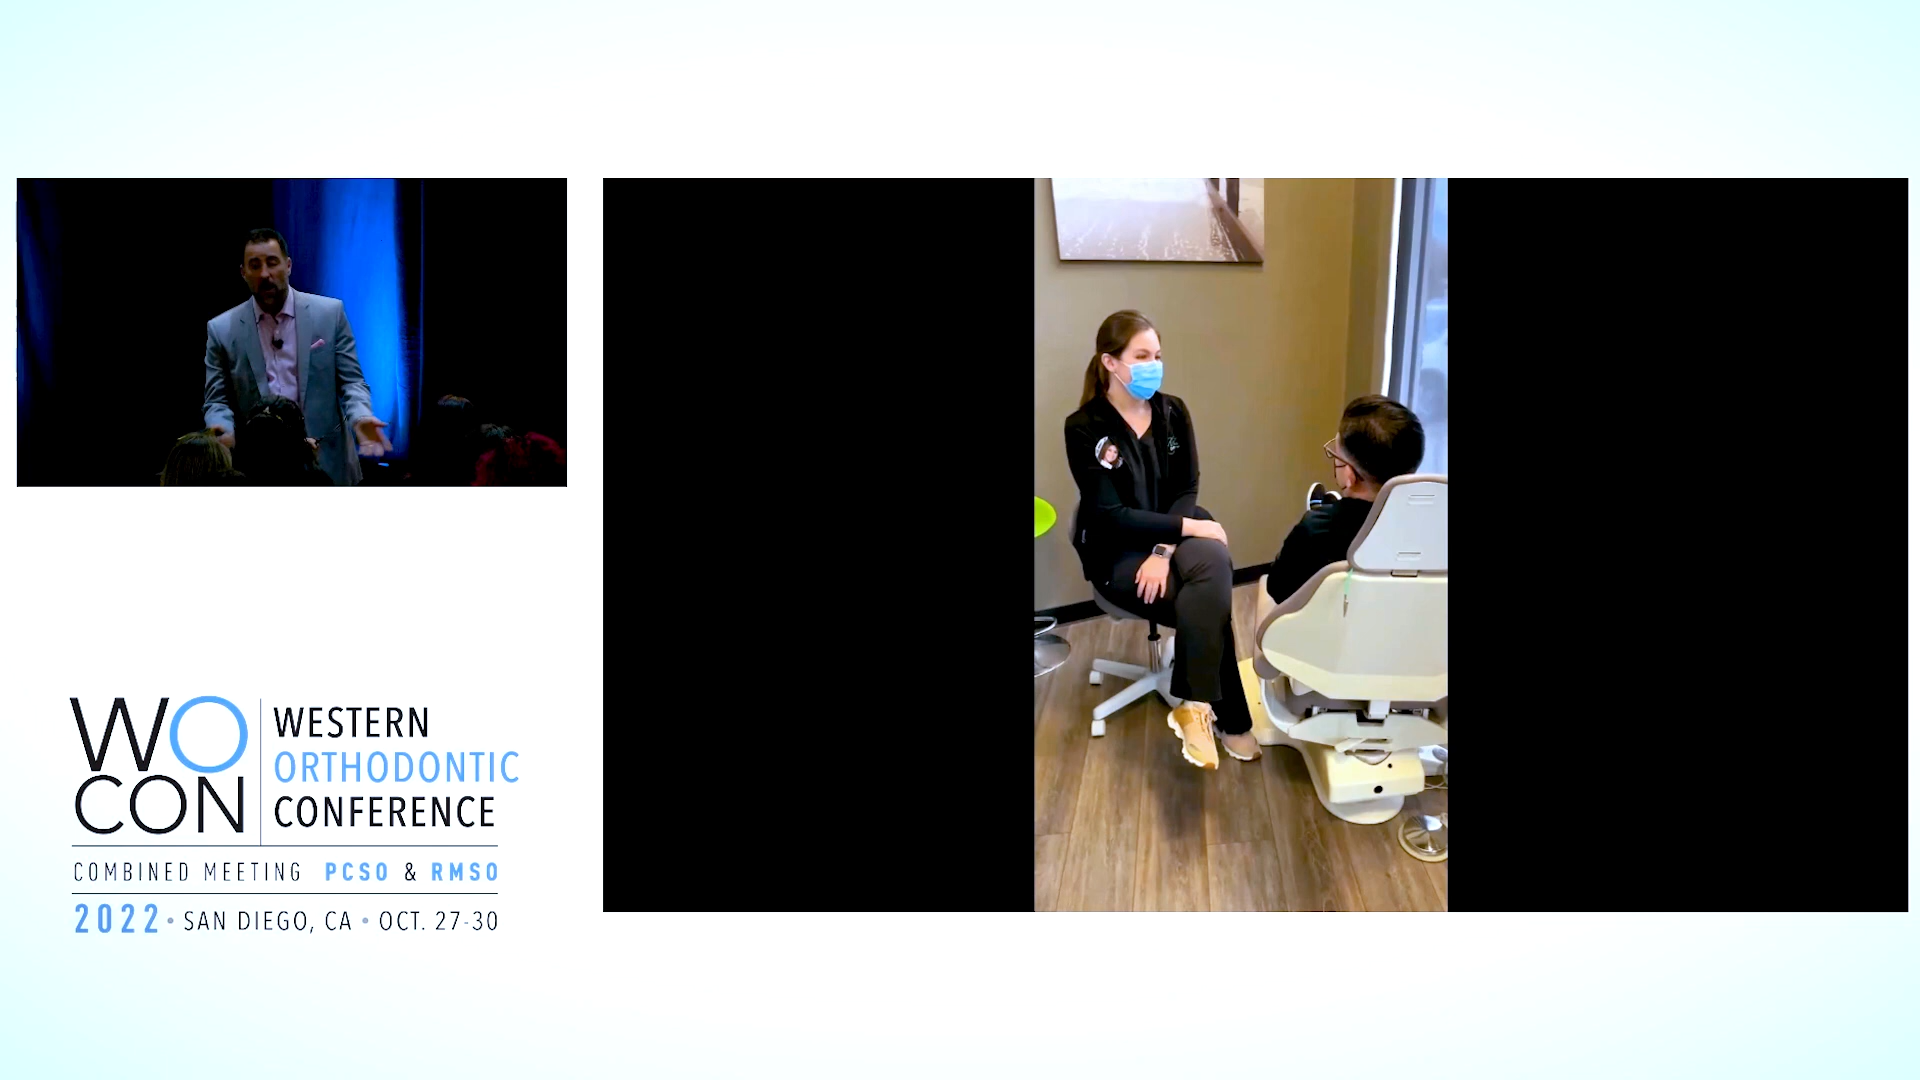 WO
CON
WESTERN
ORTHODONTIC
CONFERENCE
COMBINED MEETING PCSO & RMSO
2022 • SAN DIEGO, CA • OCT. 27-30